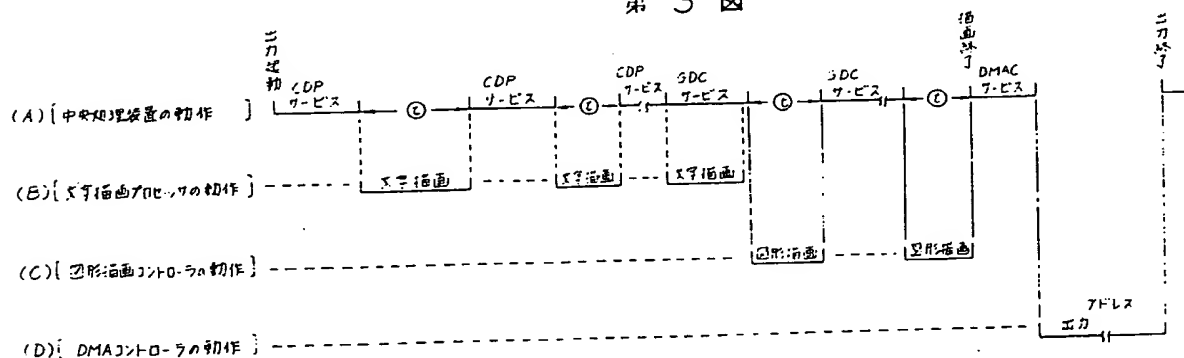 第3図
出力起動
CDP サービス
CDP サービス
CDP サービス
GDC サービス
GDC サービス
描画終了
DMAC サービス
出力終了
(A)[中央処理装置の動作]
(B)[文字描画プロセッサの動作]
文字描画
文字描画
文字描画
(C)[図形描画コントローラの動作]
図形描画
図形描画
(D)[DMAコントローラの動作]
出力
アドレス